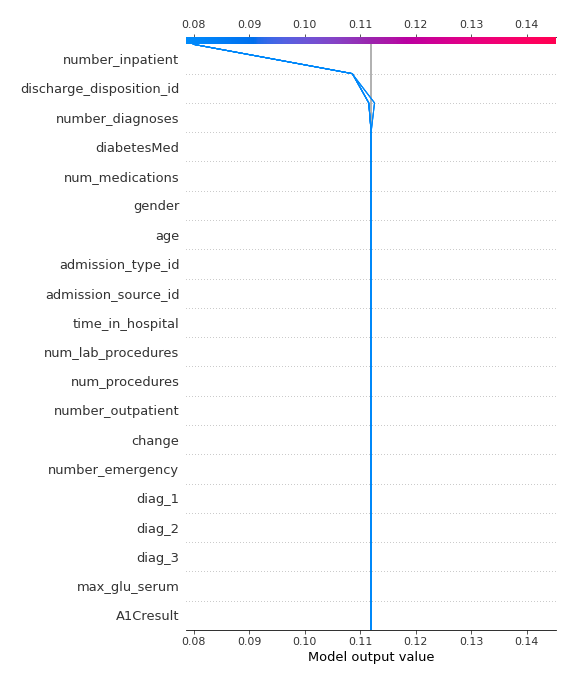 0.08 0.09 0.10 0.11 0.12 0.13 0.14
number_inpatient
discharge_disposition_id
number_diagnoses
diabetesMed
num_medications
gender
age
admission_type_id
admission_source_id
time_in_hospital
num_lab_procedures
num_procedures
number_outpatient
change
number_emergency
diag_1
diag_2
diag_3
max_glu_serum
A1Cresult
0.08 0.09 0.10 0.11 0.12 0.13 0.14
Model output value